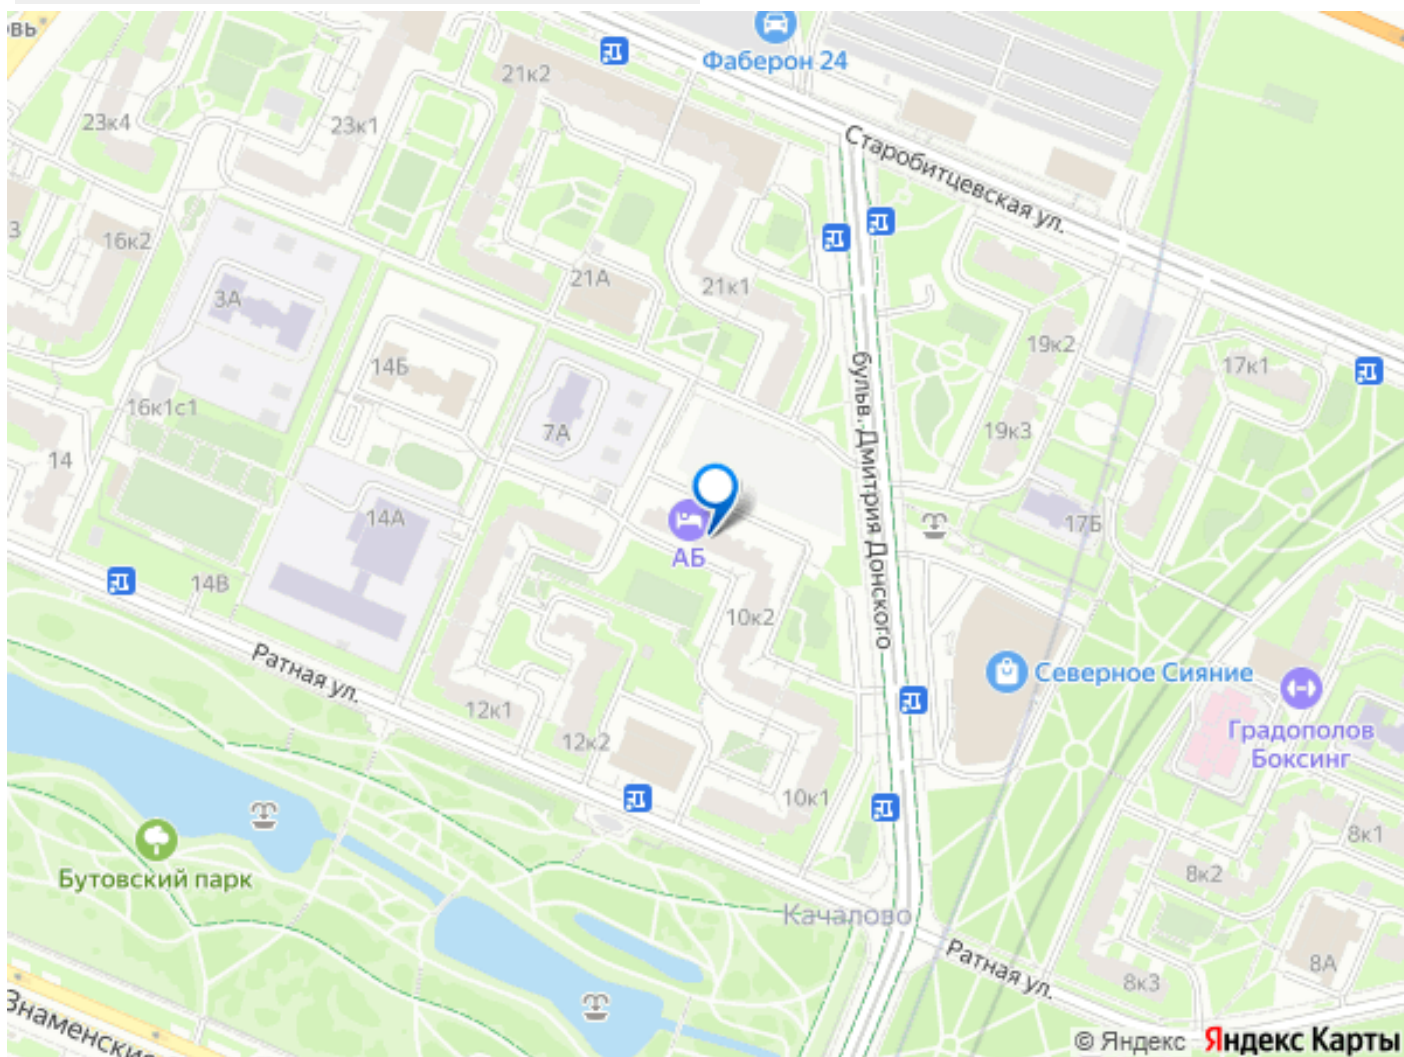 овь
Фаберон 24
21к2
23к4
23к1
Старобитцевская ул.
3
16к2
3А
21А
21к1
14Б
19к2
17к1
16к1с1
7А
19к3
14
14А
17Б
бульв. Дмитрия Донского
АБ
14В
10к2
Ратная ул.
Северное Сияние
12к1
12к2
Градополов
Боксинг
10к1
8к1
Бутовский парк
8к2
Качалово
Ратная ул.
8А
8к3
Знаменские
© Яндекс Яндекс Карты